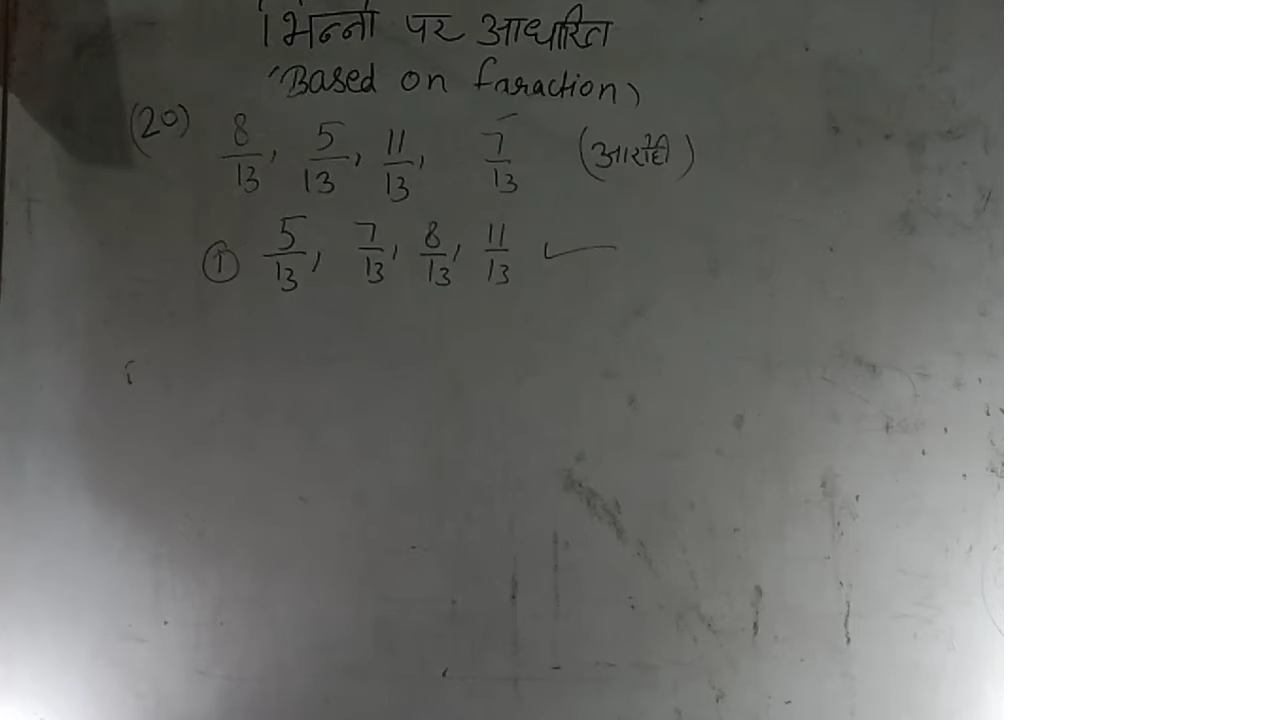 भिन्नों पर आधारित
(Based on faraction)
(20) 8/13, 5/13, 11/13, 7/13 (आरोही)
① 5/13, 7/13, 8/13, 11/13 ✓